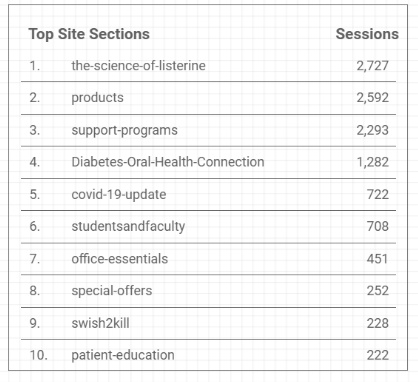 Top Site Sections Sessions
1. the-science-of-listerine 2,727
2. products 2,592
3. support-programs 2,293
4. Diabetes-Oral-Health-Connection 1,282
5. covid-19-update 722
6. studentsandfaculty 708
7. office-essentials 451
8. special-offers 252
9. swish2kill 228
10. patient-education 222